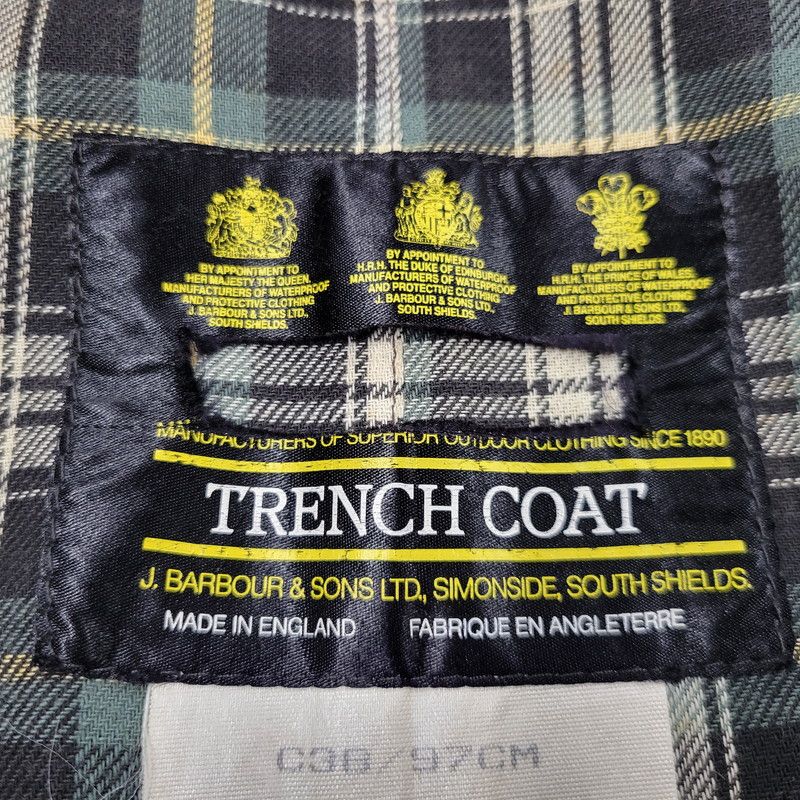 BY APPOINTMENT TO
HER MAJESTY THE QUEEN.
MANUFACTURERS OF WATERPROOF
AND PROTECTIVE CLOTHING
J. BARBOUR & SONS LTD.
SOUTH SHIELDS.
BY APPOINTMENT TO
H.R.H. THE DUKE OF EDINBURGH.
MANUFACTURERS OF WATERPROOF
AND PROTECTIVE CLOTHING
J. BARBOUR & SONS LTD.
SOUTH SHIELDS.
BY APPOINTMENT TO
H.R.H. THE PRINCE OF WALES.
MANUFACTURERS OF WATERPROOF
AND PROTECTIVE CLOTHING
J. BARBOUR & SONS LTD.
SOUTH SHIELDS.
MANUFACTURERS OF SUPERIOR OUTDOOR CLOTHING SINCE 1890
TRENCH COAT
J. BARBOUR & SONS LTD, SIMONSIDE, SOUTH SHIELDS.
MADE IN ENGLAND FABRIQUE EN ANGLETERRE
C38/97CM